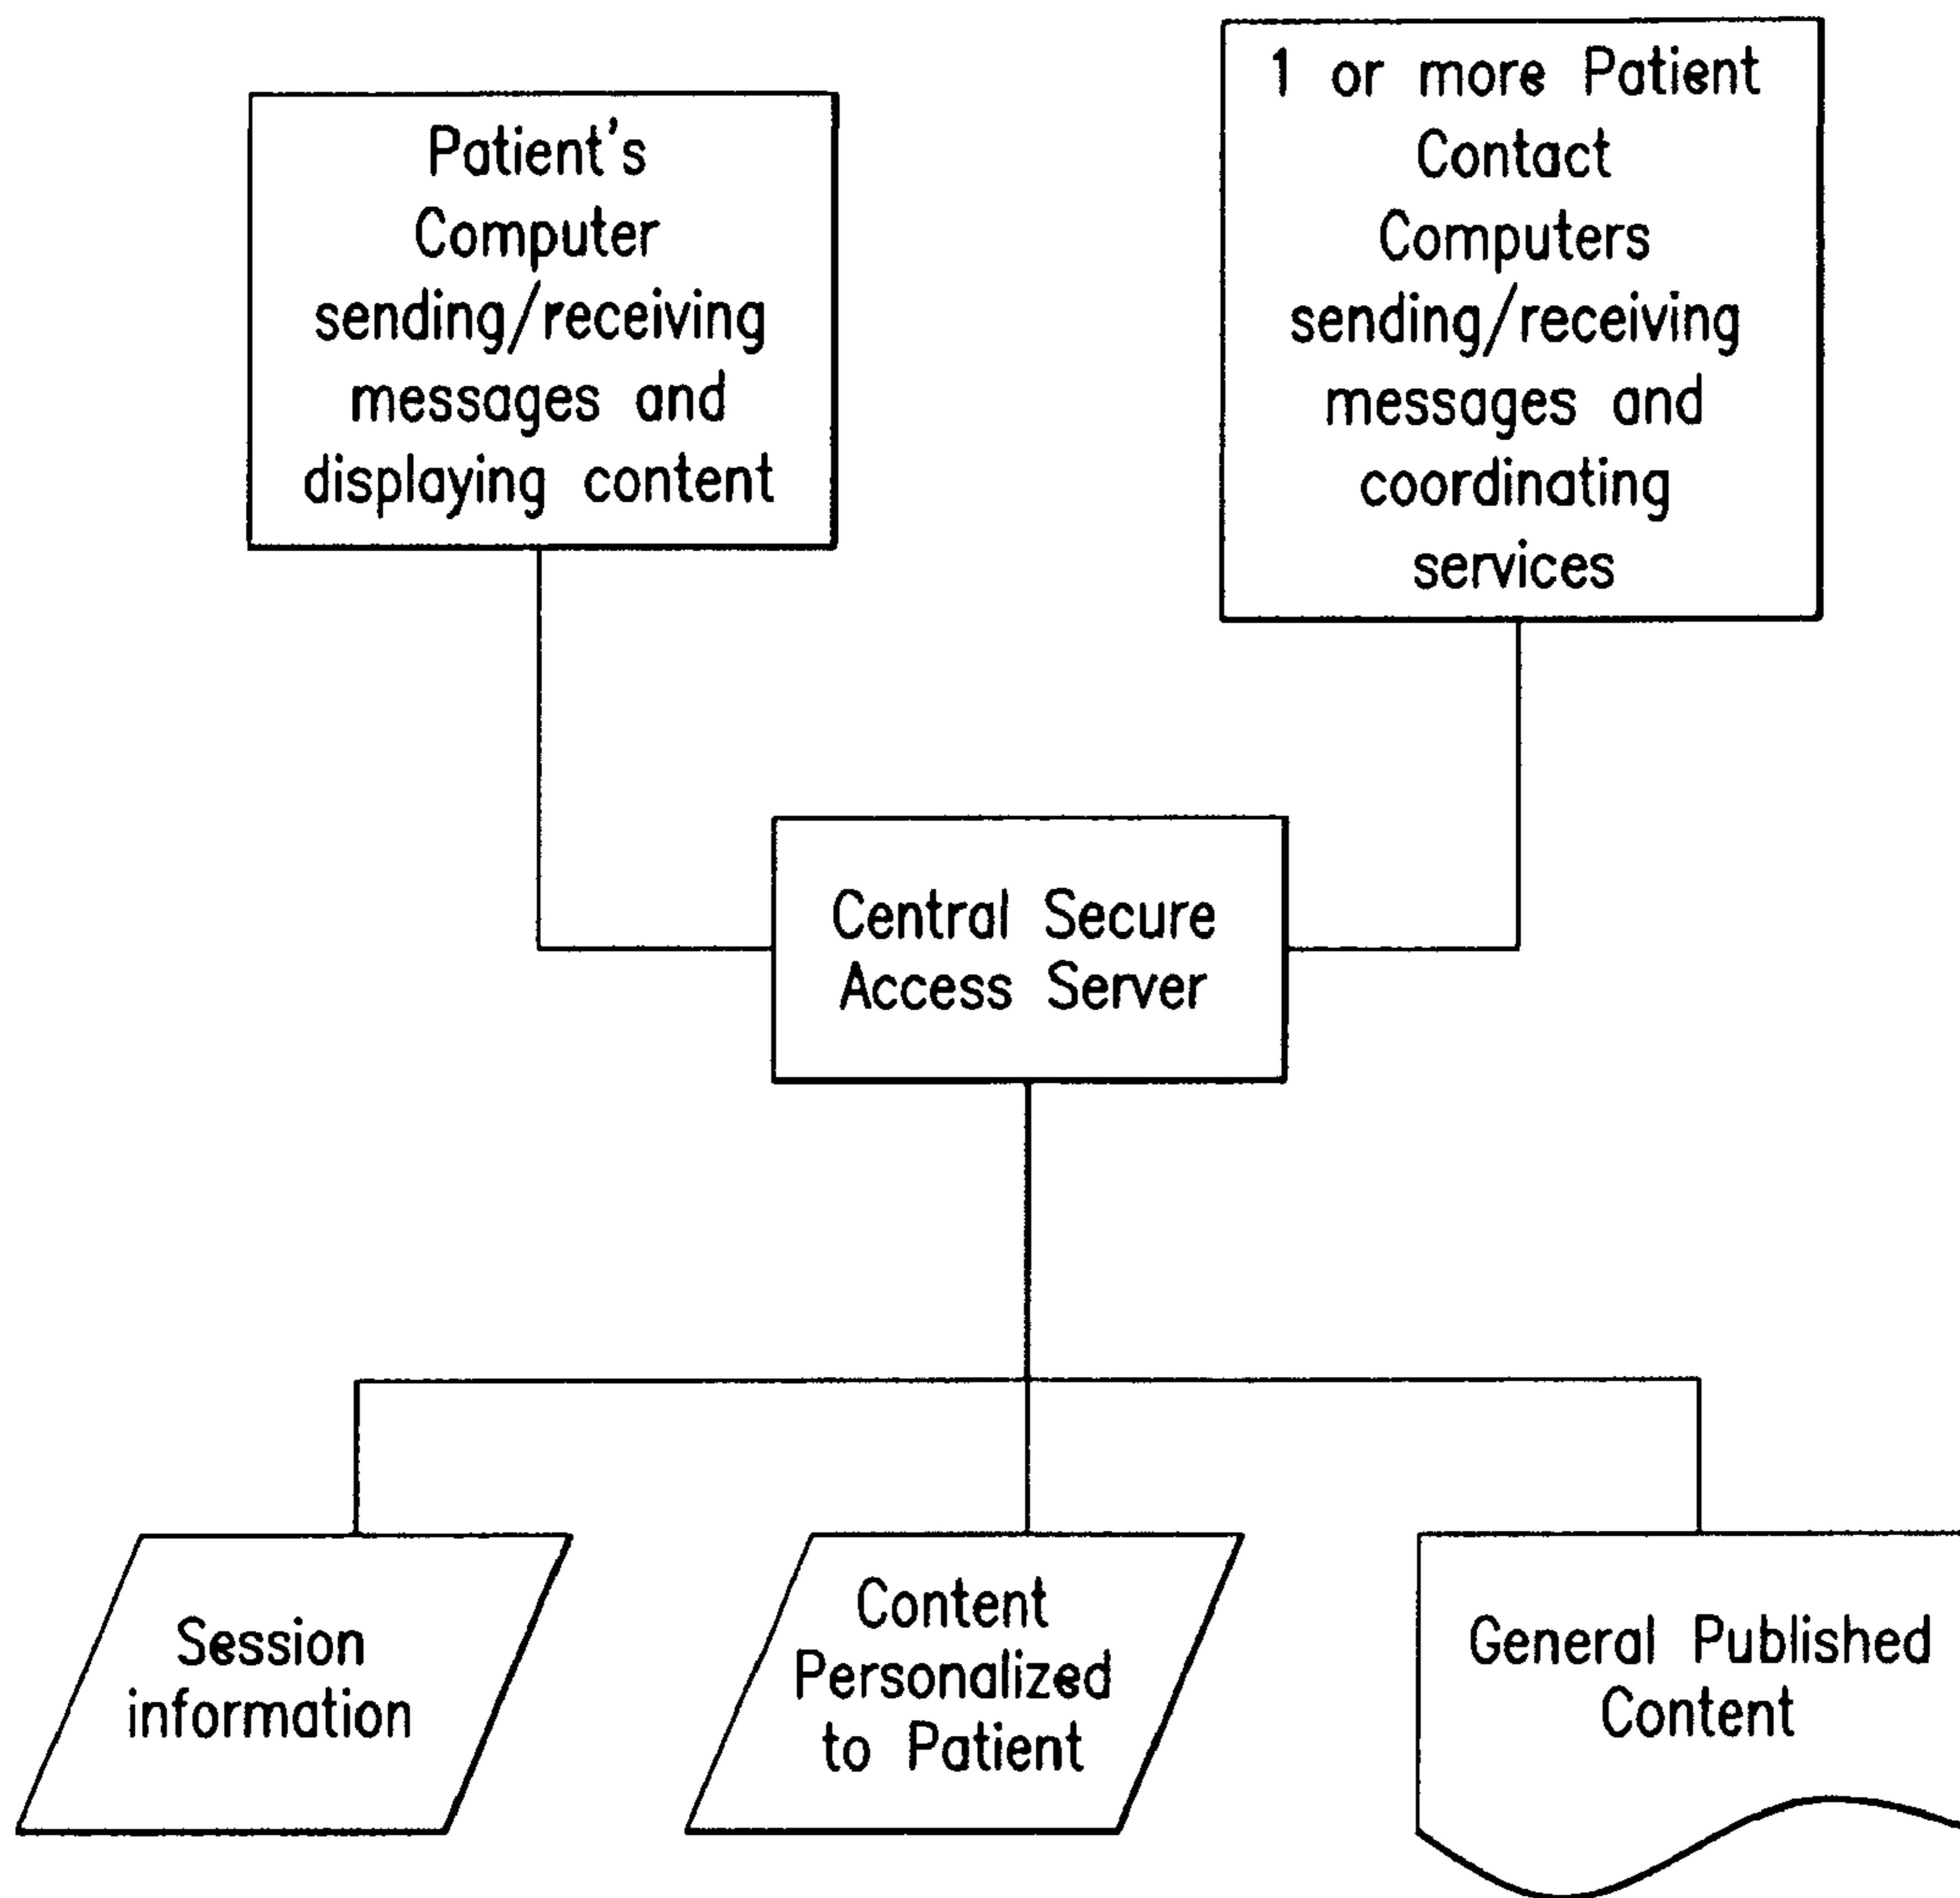 Patient's
Computer
sending/receiving
messages and
displaying content
1 or more Patient
Contact
Computers
sending/receiving
messages and
coordinating
services
Central Secure
Access Server
Session
information
Content
Personalized
to Patient
General Published
Content